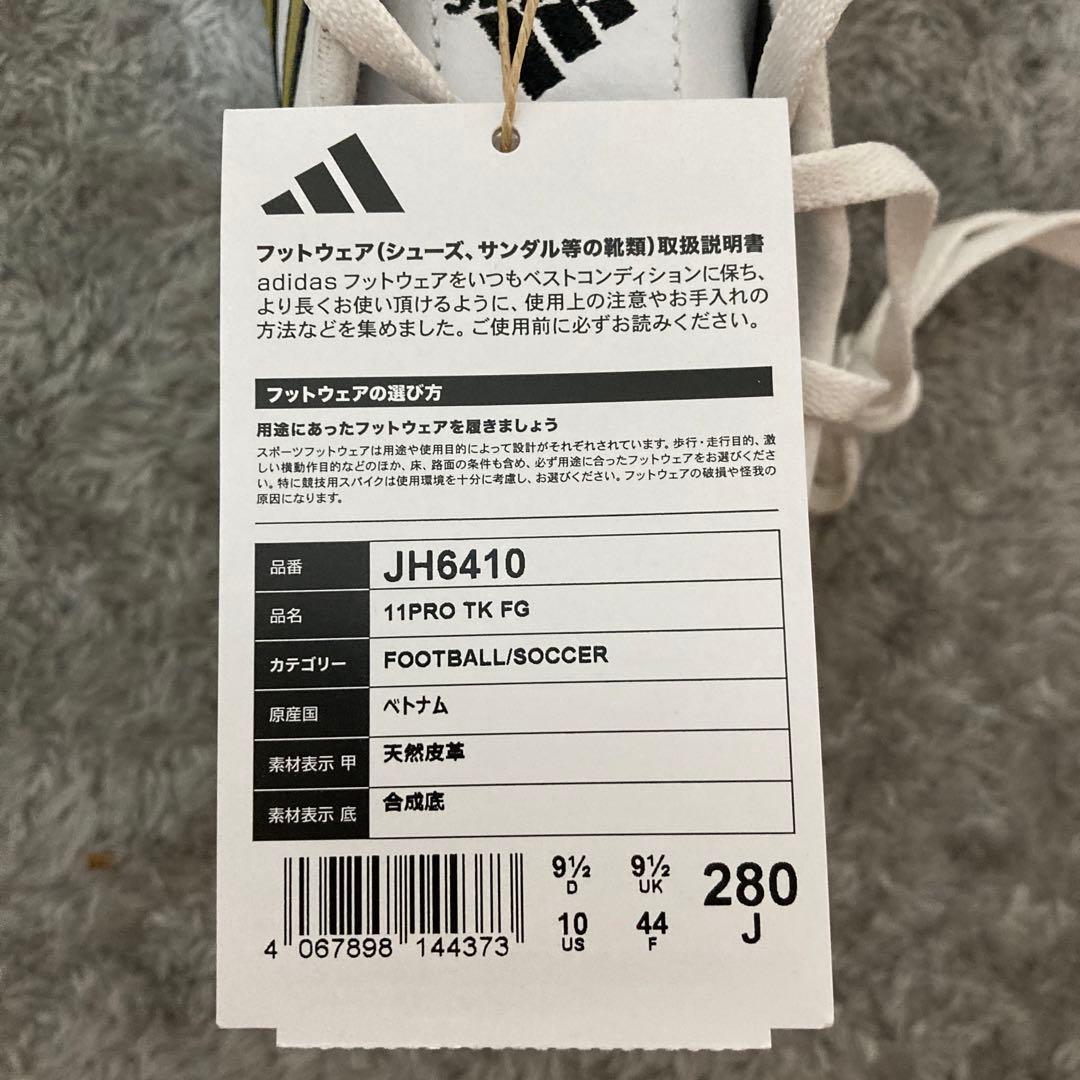 フットウェア(シューズ、サンダル等の靴類)取扱説明書
adidas フットウェアをいつもベストコンディションに保ち、
より長くお使い頂けるように、使用上の注意やお手入れの
方法などを集めました。ご使用前に必ずお読みください。
フットウェアの選び方
用途にあったフットウェアを履きましょう
スポーツフットウェアは用途や使用目的によって設計がそれぞれされています。歩行・走行目的、激
しい横動作目的などのほか、床、路面の条件も含め、必ず用途に合ったフットウェアをお選びくださ
い。特に競技用スパイクは使用環境を十分に考慮し、お選びください。フットウェアの破損や怪我の
原因になります。
品番 JH6410
品名 11PRO TK FG
カテゴリー FOOTBALL/SOCCER
原産国 ベトナム
素材表示 甲 天然皮革
素材表示 底 合成底
9½ 9½ 280
D UK J
10 44
US F
4 067898 144373